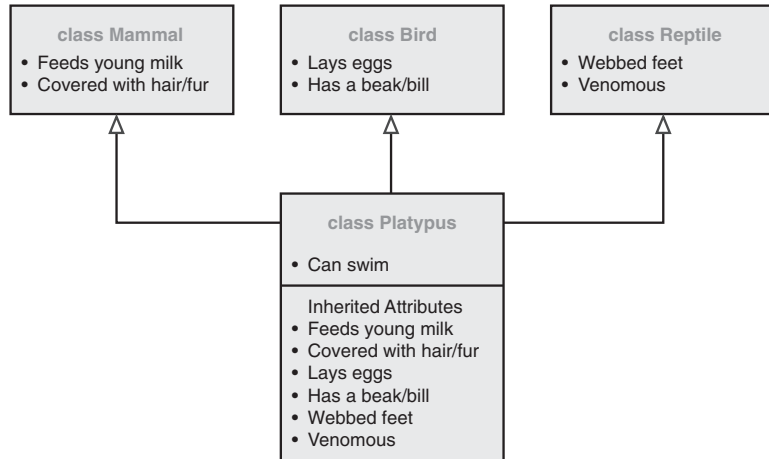 class Mammal
• Feeds young milk
• Covered with hair/fur
class Bird
• Lays eggs
• Has a beak/bill
class Reptile
• Webbed feet
• Venomous
class Platypus
• Can swim
Inherited Attributes
• Feeds young milk
• Covered with hair/fur
• Lays eggs
• Has a beak/bill
• Webbed feet
• Venomous